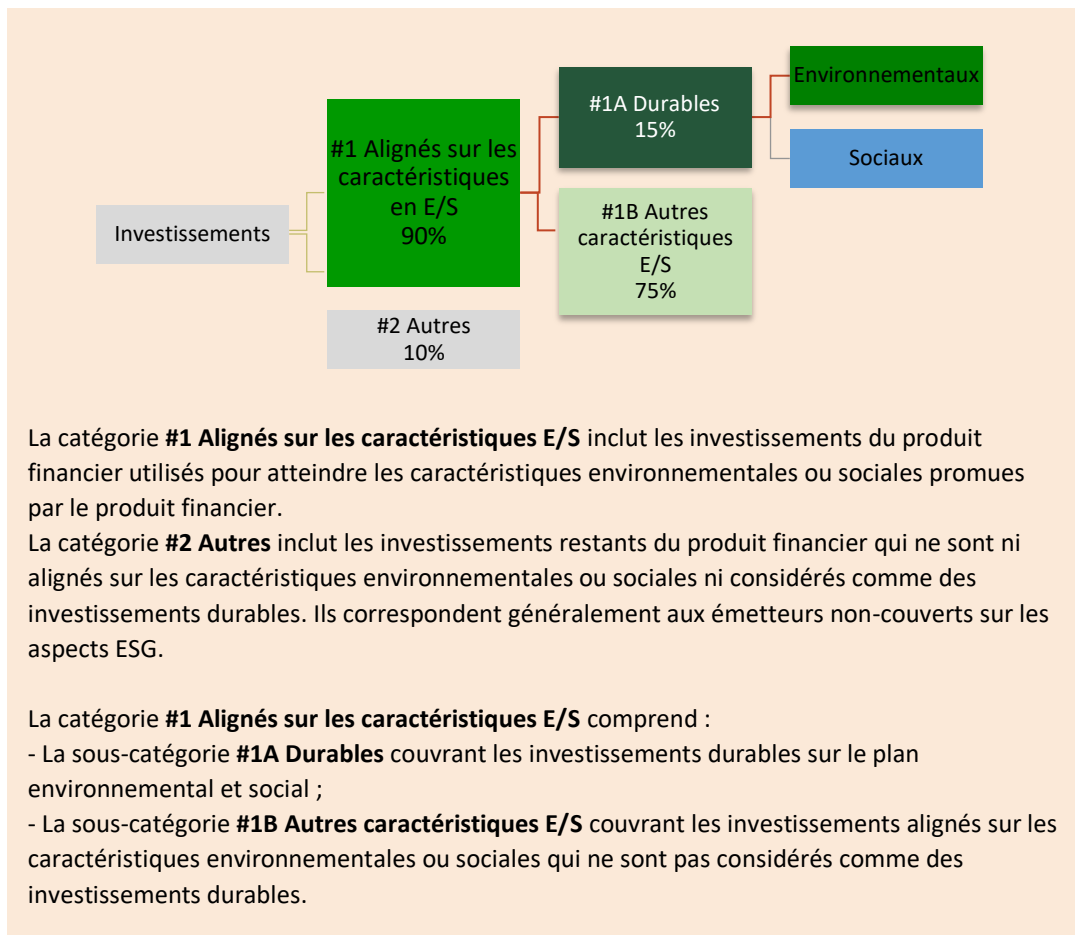 Investissements
#1 Alignés sur les
caractéristiques
en E/S
90%
#2 Autres
10%
#1A Durables
15%
#1B Autres
caractéristiques
E/S
75%
Environnementaux
Sociaux
La catégorie #1 Alignés sur les caractéristiques E/S inclut les investissements du produit
financier utilisés pour atteindre les caractéristiques environnementales ou sociales promues
par le produit financier.
La catégorie #2 Autres inclut les investissements restants du produit financier qui ne sont ni
alignés sur les caractéristiques environnementales ou sociales ni considérés comme des
investissements durables. Ils correspondent généralement aux émetteurs non-couverts sur les
aspects ESG.
La catégorie #1 Alignés sur les caractéristiques E/S comprend :
- La sous-catégorie #1A Durables couvrant les investissements durables sur le plan
environnemental et social ;
- La sous-catégorie #1B Autres caractéristiques E/S couvrant les investissements alignés sur les
caractéristiques environnementales ou sociales qui ne sont pas considérés comme des
investissements durables.